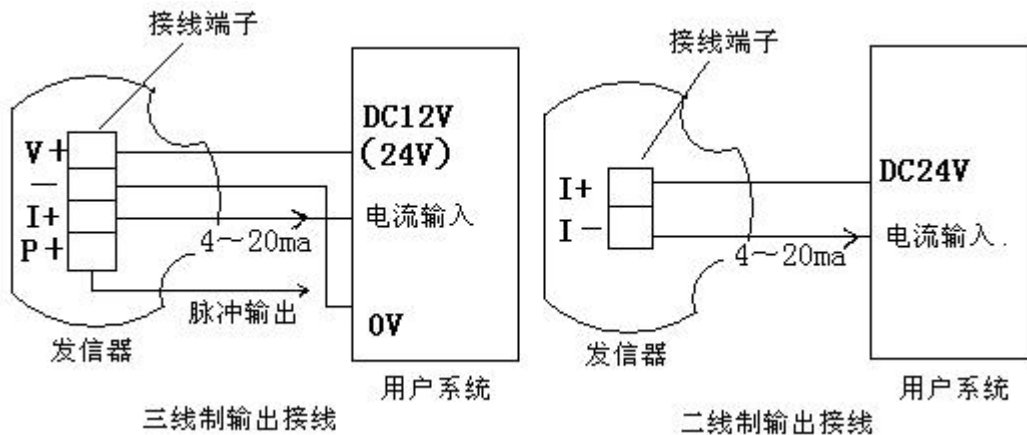 接线端子
V+
—
I+
P+
DC12V
(24V)
电流输入
4～20ma
脉冲输出
0V
发信器
用户系统
三线制输出接线
接线端子
I+
I-
DC24V
电流输入.
4～20ma
发信器
用户系统
二线制输出接线